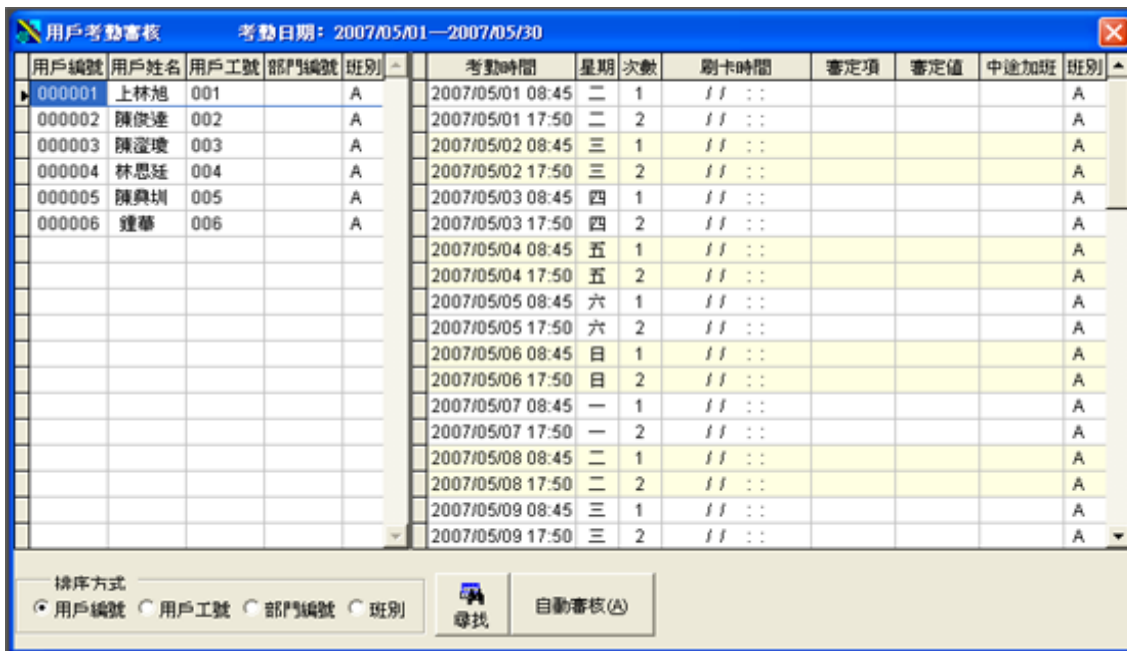 用戶考勤審核 考勤日期：2007/05/01—2007/05/30
用戶編號 用戶姓名 用戶工號 部門編號 班別 考勤時間 星期 次數 刷卡時間 審定項 審定值 中途加班 班別
000001 上林旭 001 A 2007/05/01 08:45 二 1 / / : : A
000002 陳俊達 002 A 2007/05/01 17:50 二 2 / / : : A
000003 陳瀅瓊 003 A 2007/05/02 08:45 三 1 / / : : A
000004 林思廷 004 A 2007/05/02 17:50 三 2 / / : : A
000005 陳興圳 005 A 2007/05/03 08:45 四 1 / / : : A
000006 鍾華 006 A 2007/05/03 17:50 四 2 / / : : A
2007/05/04 08:45 五 1 / / : : A
2007/05/04 17:50 五 2 / / : : A
2007/05/05 08:45 六 1 / / : : A
2007/05/05 17:50 六 2 / / : : A
2007/05/06 08:45 日 1 / / : : A
2007/05/06 17:50 日 2 / / : : A
2007/05/07 08:45 一 1 / / : : A
2007/05/07 17:50 一 2 / / : : A
2007/05/08 08:45 二 1 / / : : A
2007/05/08 17:50 二 2 / / : : A
2007/05/09 08:45 三 1 / / : : A
2007/05/09 17:50 三 2 / / : : A
排序方式
用戶編號 用戶工號 部門編號 班別
尋找 自動審核(A)